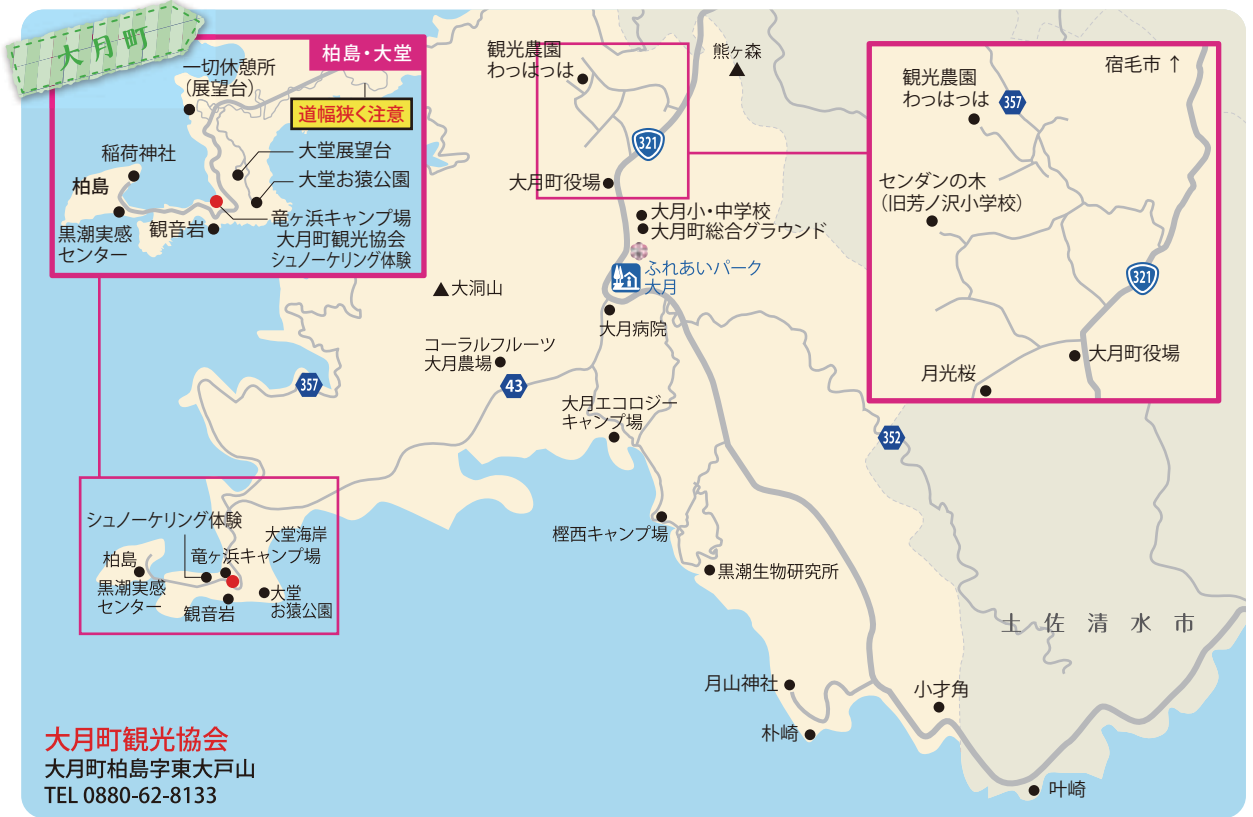 大月町
柏島・大堂
一切休憩所
（展望台）
道幅狭く注意
大堂展望台
大堂お猿公園
稲荷神社
柏島
黒潮実感
センター
観音岩
竜ヶ浜キャンプ場
大月町観光協会
シュノーケリング体験
観光農園
わっはっは
熊ヶ森
321
大月町役場
大月小・中学校
大月町総合グラウンド
ふれあいパーク
大月
大洞山
大月病院
コーラルフルーツ
大月農場
357
43
大月エコロジー
キャンプ場
352
宿毛市 ↑
観光農園
わっはっは
357
センダンの木
（旧芳ノ沢小学校）
321
大月町役場
月光桜
シュノーケリング体験
大堂海岸
竜ヶ浜キャンプ場
柏島
黒潮実感
センター
観音岩
大堂
お猿公園
樫西キャンプ場
黒潮生物研究所
土佐清水市
月山神社
小才角
朴崎
叶崎
大月町観光協会
大月町柏島字東大戸山
TEL 0880-62-8133